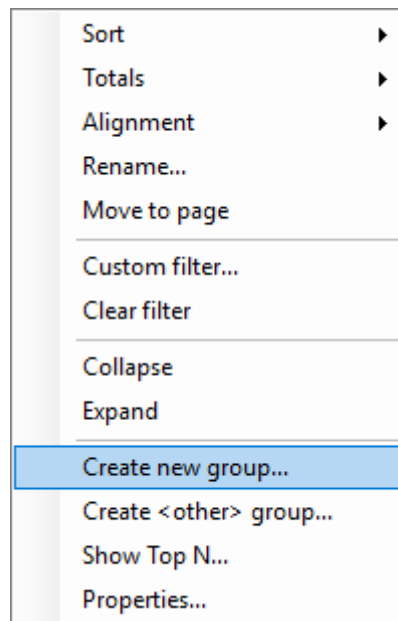 Sort
Totals
Alignment
Rename...
Move to page
Custom filter...
Clear filter
Collapse
Expand
Create new group...
Create <other> group...
Show Top N...
Properties...